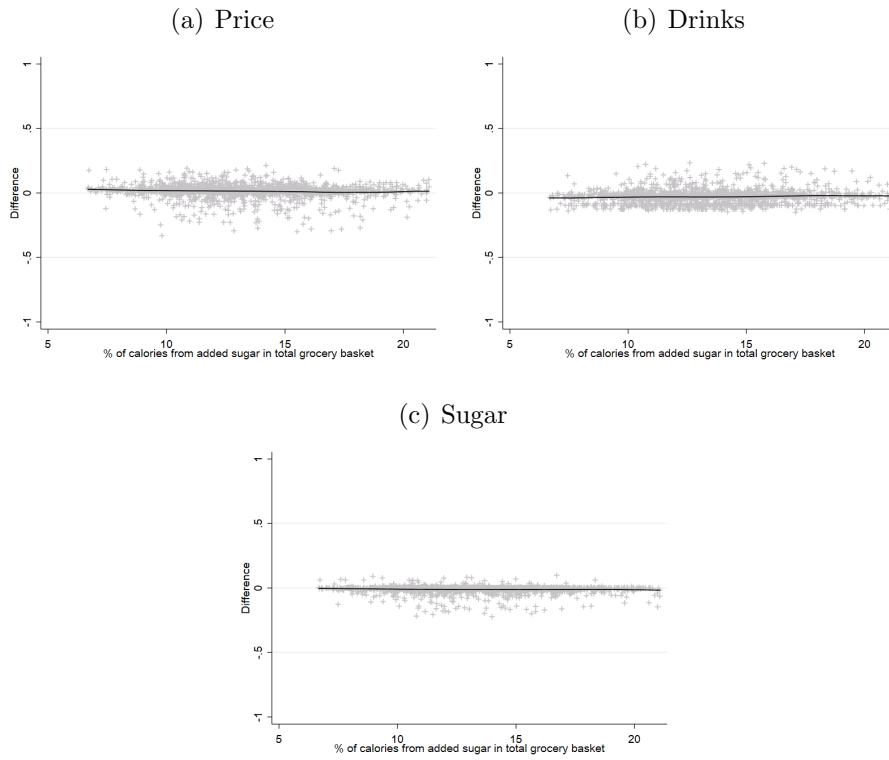 (a) Price
(b) Drinks
1
.5
0
-.5
-1
Difference
5 10 15 20
% of calories from added sugar in total grocery basket
1
.5
0
-.5
-1
Difference
5 10 15 20
% of calories from added sugar in total grocery basket
(c) Sugar
1
.5
0
-.5
-1
Difference
5 10 15 20
% of calories from added sugar in total grocery basket